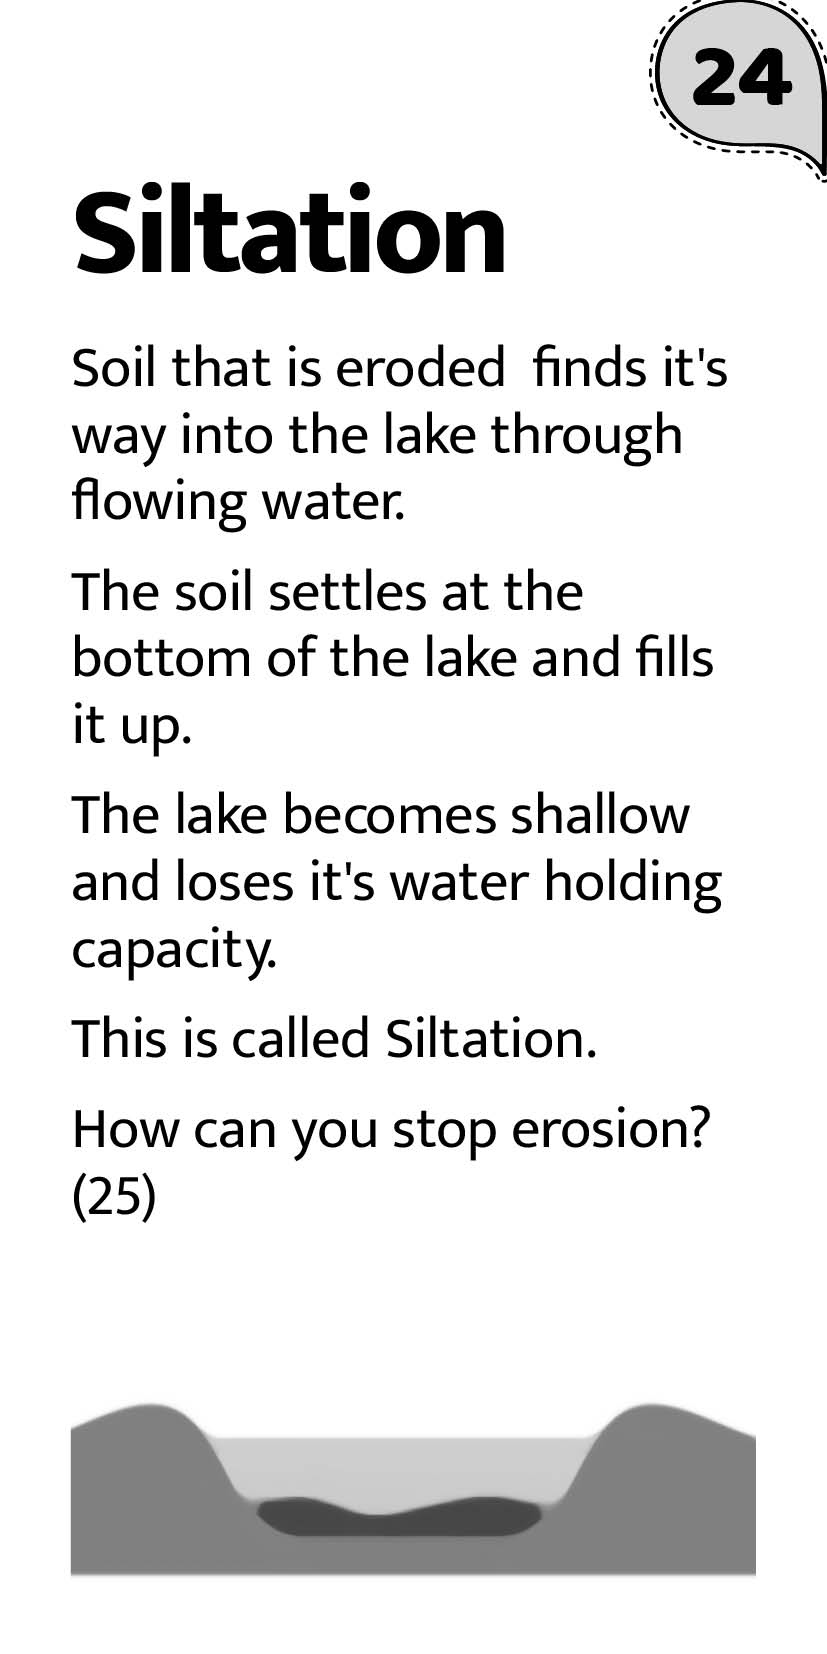 24
Siltation
Soil that is eroded  finds it's
way into the lake through
flowing water.
The soil settles at the
bottom of the lake and fills
it up.
The lake becomes shallow
and loses it's water holding
capacity.
This is called Siltation.
How can you stop erosion?
(25)